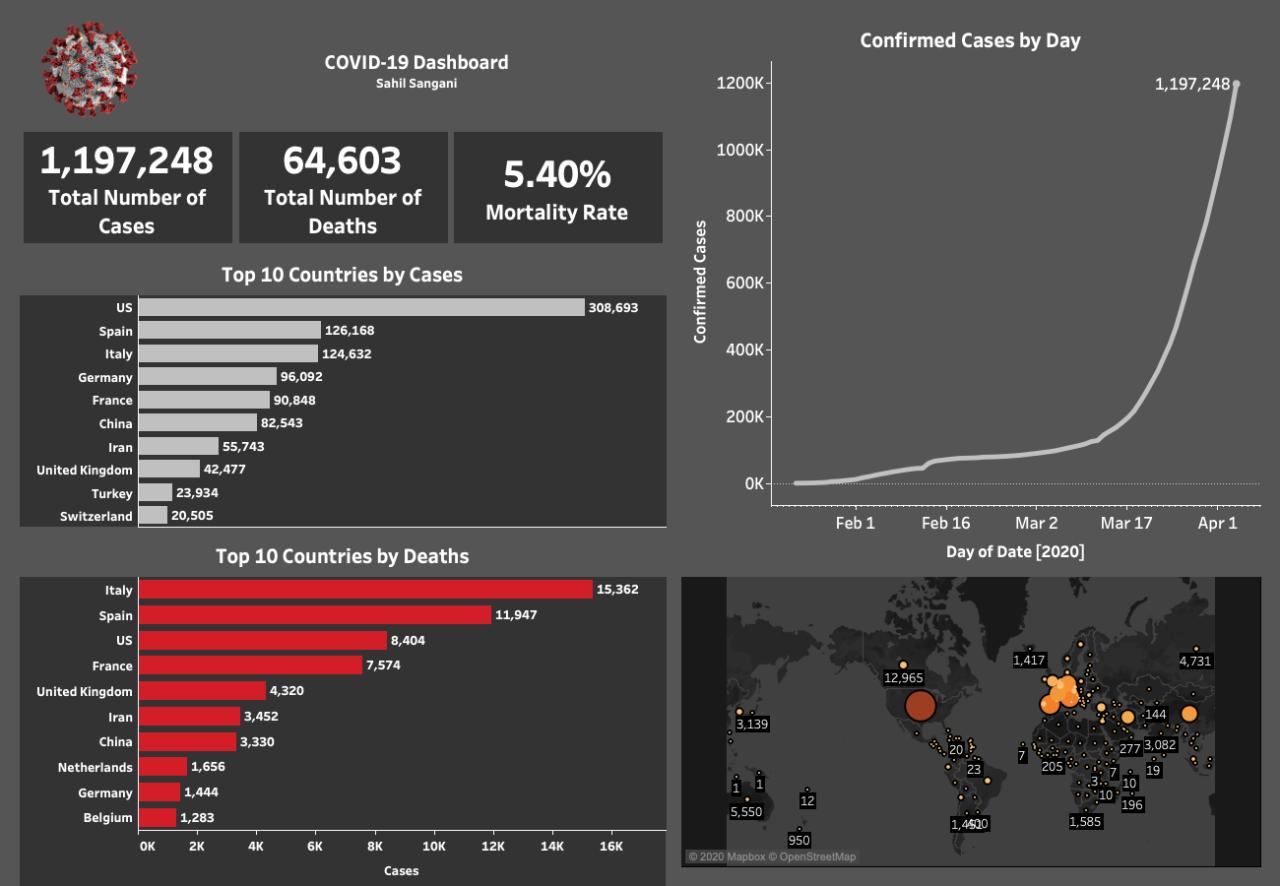 COVID-19 Dashboard
Sahil Sangani
1,197,248
Total Number of
Cases
64,603
Total Number of
Deaths
5.40%
Mortality Rate
Top 10 Countries by Cases
US 308,693
Spain 126,168
Italy 124,632
Germany 96,092
France 90,848
China 82,543
Iran 55,743
United Kingdom 42,477
Turkey 23,934
Switzerland 20,505
Top 10 Countries by Deaths
Italy 15,362
Spain 11,947
US 8,404
France 7,574
United Kingdom 4,320
Iran 3,452
China 3,330
Netherlands 1,656
Germany 1,444
Belgium 1,283
0K 2K 4K 6K 8K 10K 12K 14K 16K
Cases
Confirmed Cases by Day
1,197,248
Confirmed Cases
1200K
1000K
800K
600K
400K
200K
0K
Feb 1 Feb 16 Mar 2 Mar 17 Apr 1
Day of Date [2020]
1,417
4,731
12,965
144
3,139
20
7
277
3,082
205
23
7
19
1
1
3
10
12
10
196
5,550
1,585
950
© 2020 Mapbox © OpenStreetMap